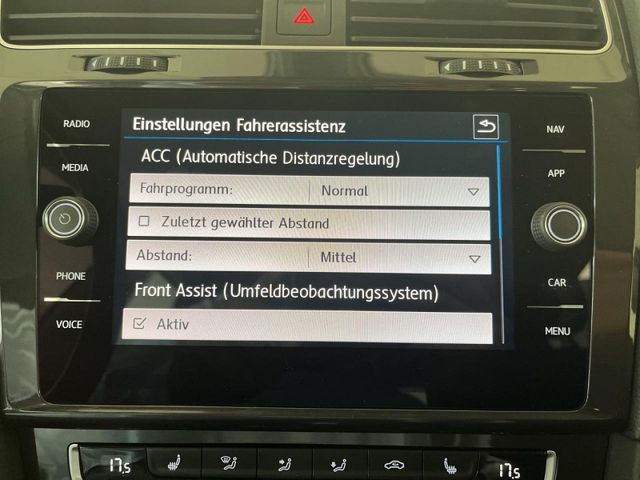 RADIO
MEDIA
PHONE
VOICE
Einstellungen Fahrerassistenz
ACC (Automatische Distanzregelung)
Fahrprogramm: Normal
Zuletzt gewählter Abstand
Abstand: Mittel
Front Assist (Umfeldbeobachtungssystem)
Aktiv
NAV
APP
CAR
MENU
17,5 17,5